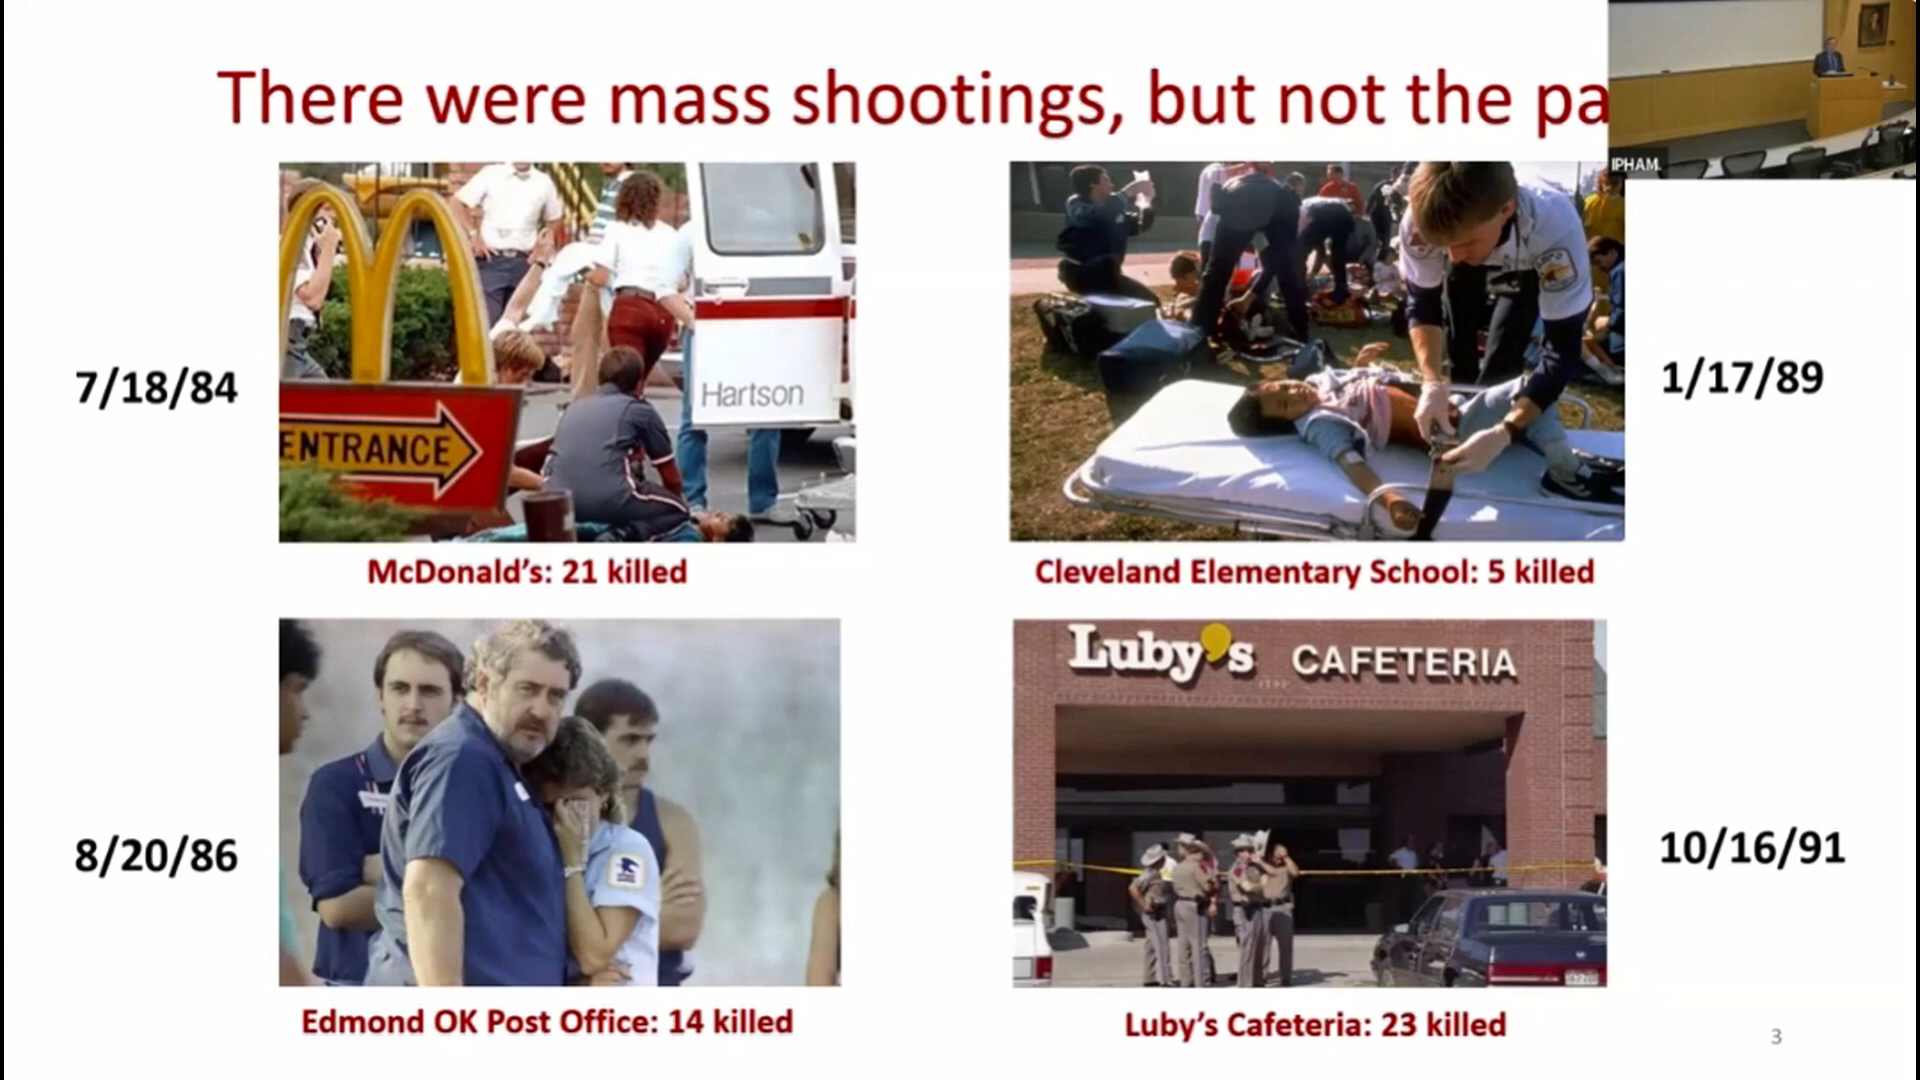 There were mass shootings, but not the pa
IPHAM.
7/18/84
ENTRANCE
Hartson
McDonald's: 21 killed
1/17/89
Cleveland Elementary School: 5 killed
8/20/86
Edmond OK Post Office: 14 killed
Luby's CAFETERIA
10/16/91
Luby's Cafeteria: 23 killed
3